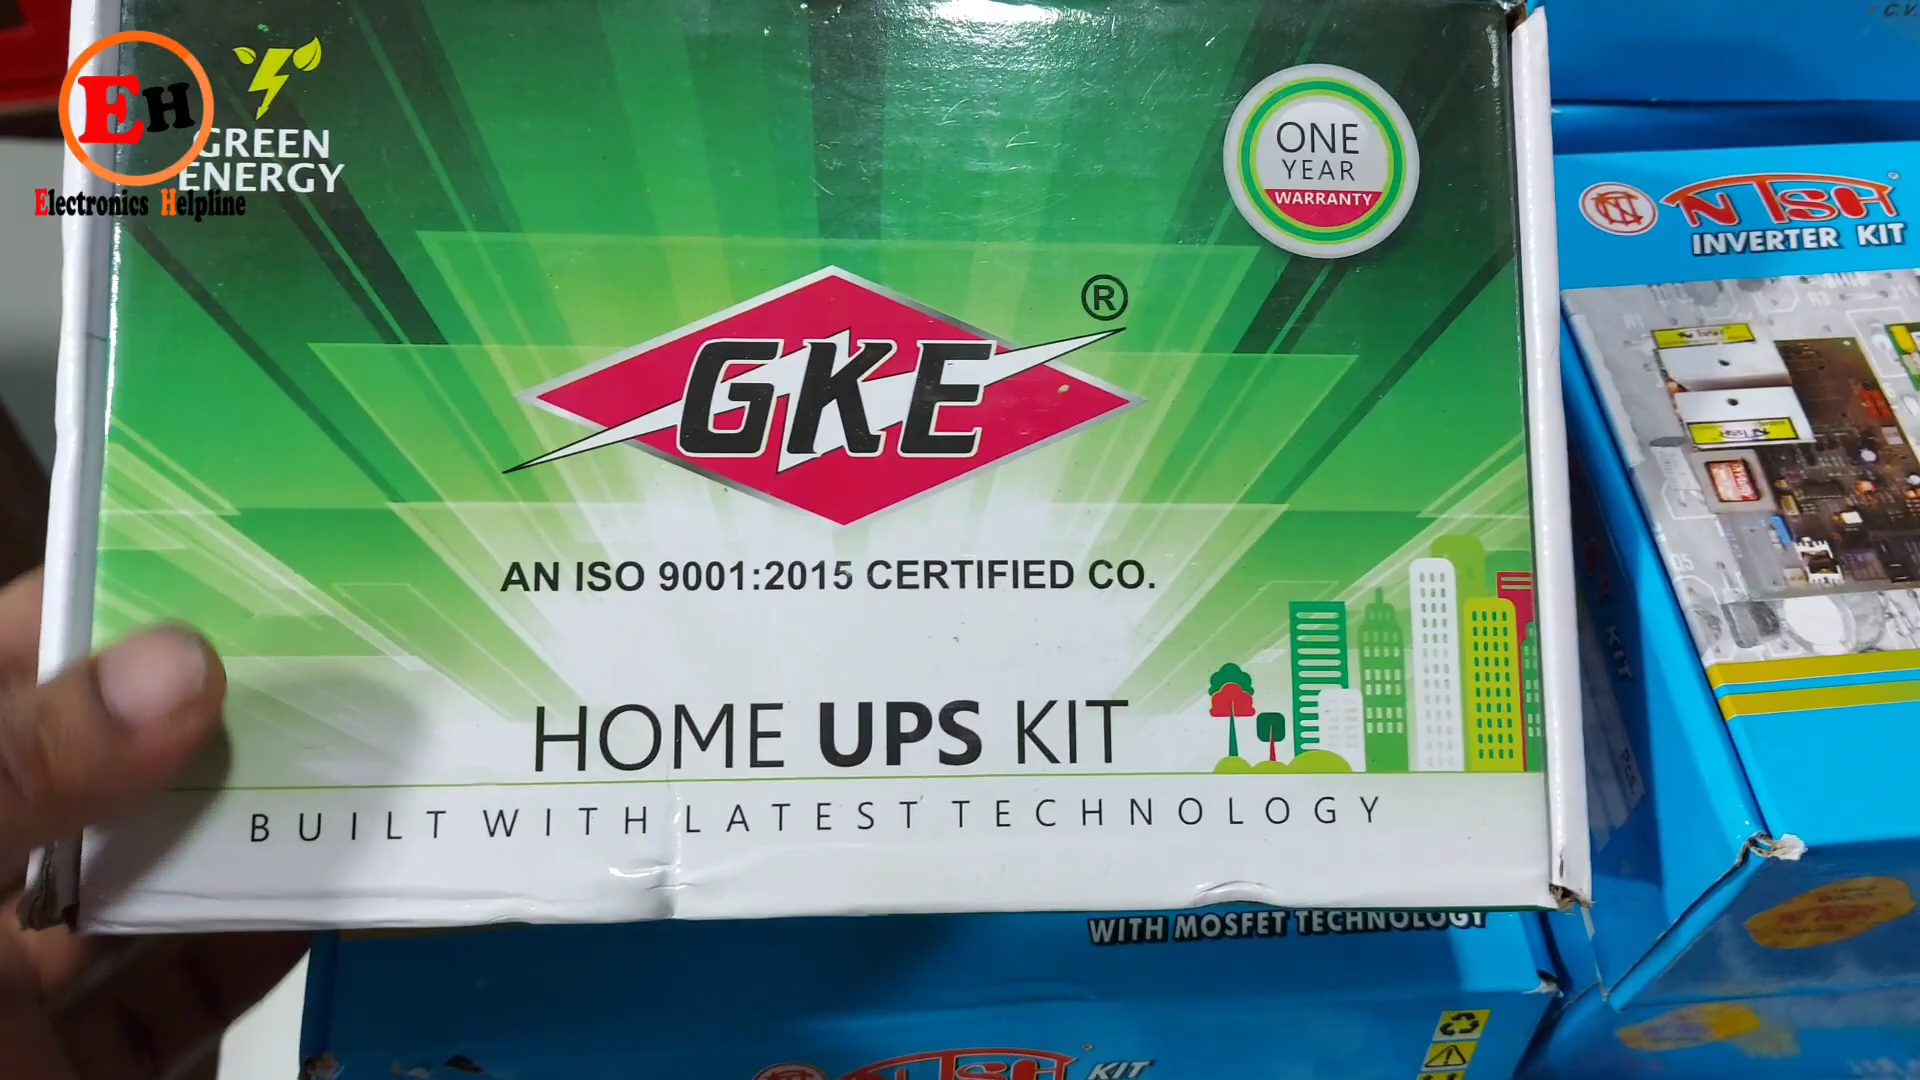 EH
Electronics Helpline
GREEN
ENERGY
ONE
YEAR
WARRANTY
GKE ®
AN ISO 9001:2015 CERTIFIED CO.
HOME UPS KIT
BUILT WITH LATEST TECHNOLOGY
INVERTER KIT
KIT
WITH MOSFET TECHNOLOGY
KIT